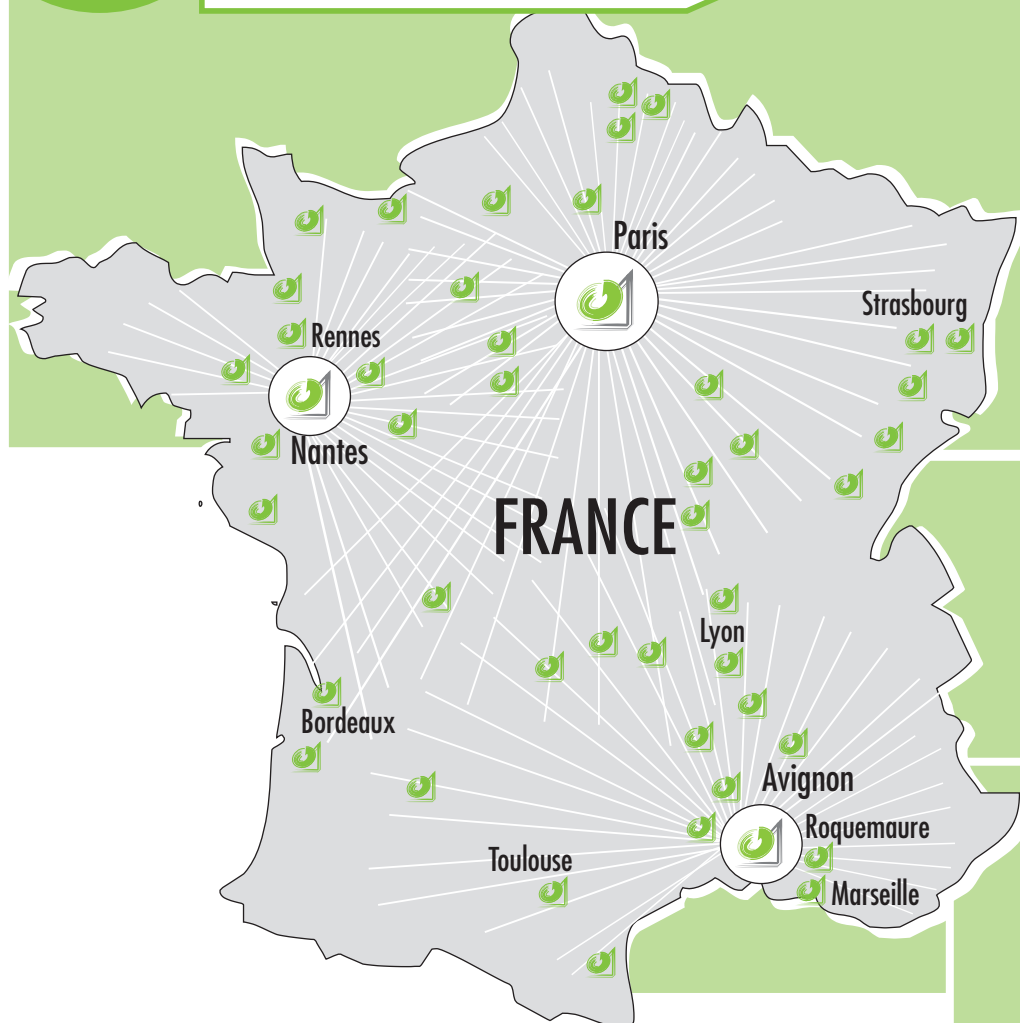 Paris
Strasbourg
Rennes
Nantes
FRANCE
Lyon
Bordeaux
Avignon
Roquemaure
Toulouse
Marseille